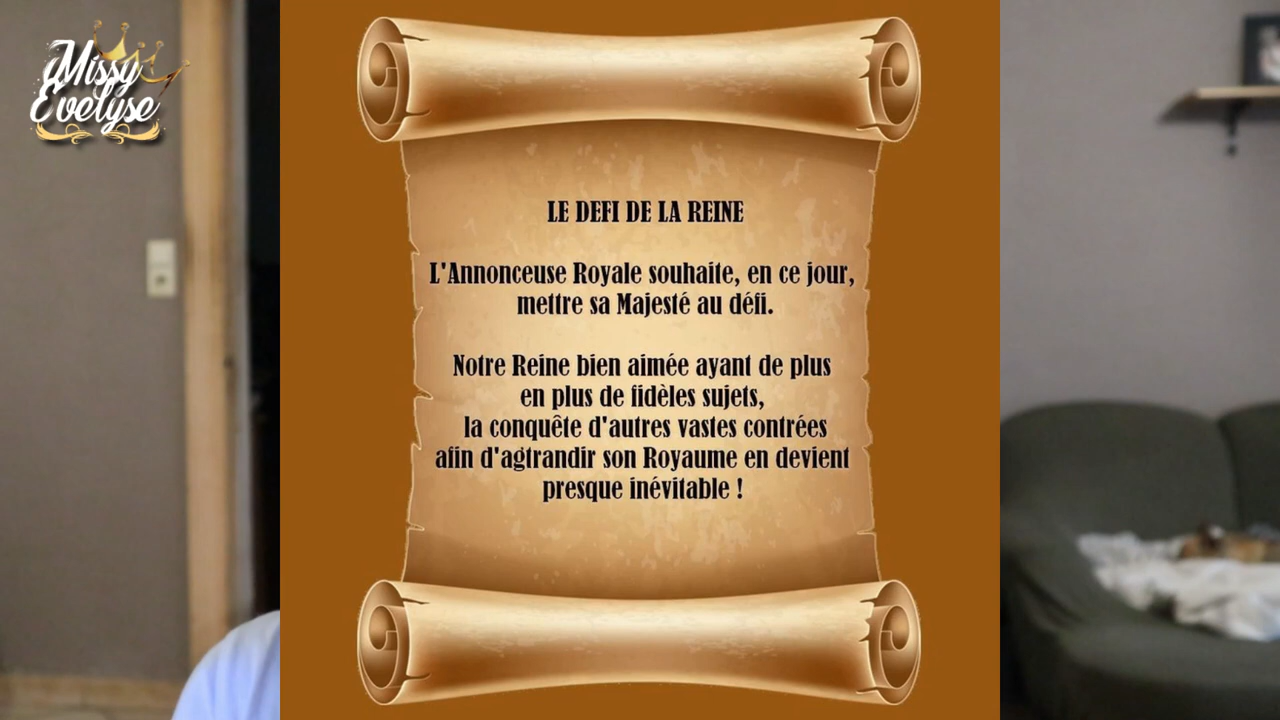 Missy
Evelyse
LE DEFI DE LA REINE
L'Annonceuse Royale souhaite, en ce jour,
mettre sa Majesté au défi.
Notre Reine bien aimée ayant de plus
en plus de fidèles sujets,
la conquête d'autres vastes contrées
afin d'agtrandir son Royaume en devient
presque inévitable !